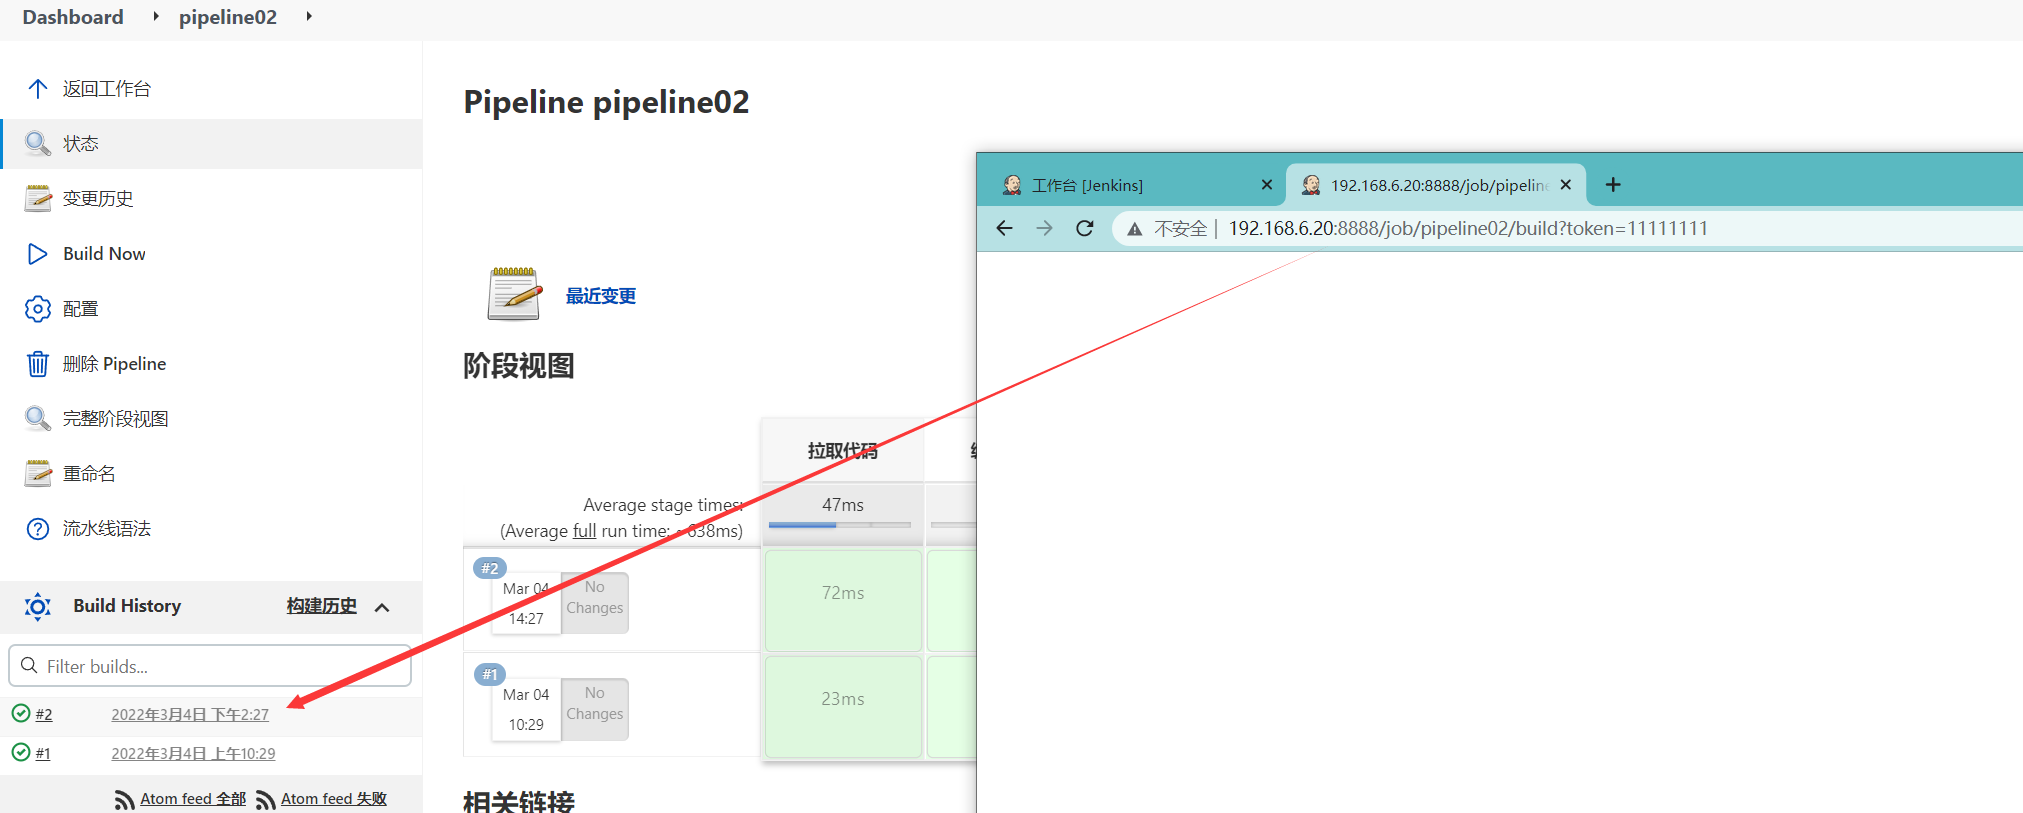 Dashboard pipeline02
返回工作台
状态
变更历史
Build Now
配置
删除 Pipeline
完整阶段视图
重命名
流水线语法
Build History 构建历史
Filter builds...
#2 2022年3月4日 下午2:27
#1 2022年3月4日 上午10:29
Atom feed 全部 Atom feed 失败
Pipeline pipeline02
最近变更
阶段视图
拉取代码
Average stage times:
(Average full run time: ~638ms)
47ms
#2
Mar 04
14:27
No
Changes
72ms
#1
Mar 04
10:29
No
Changes
23ms
相关链接
工作台 [Jenkins]
192.168.6.20:8888/job/pipeline
不安全 | 192.168.6.20:8888/job/pipeline02/build?token=11111111